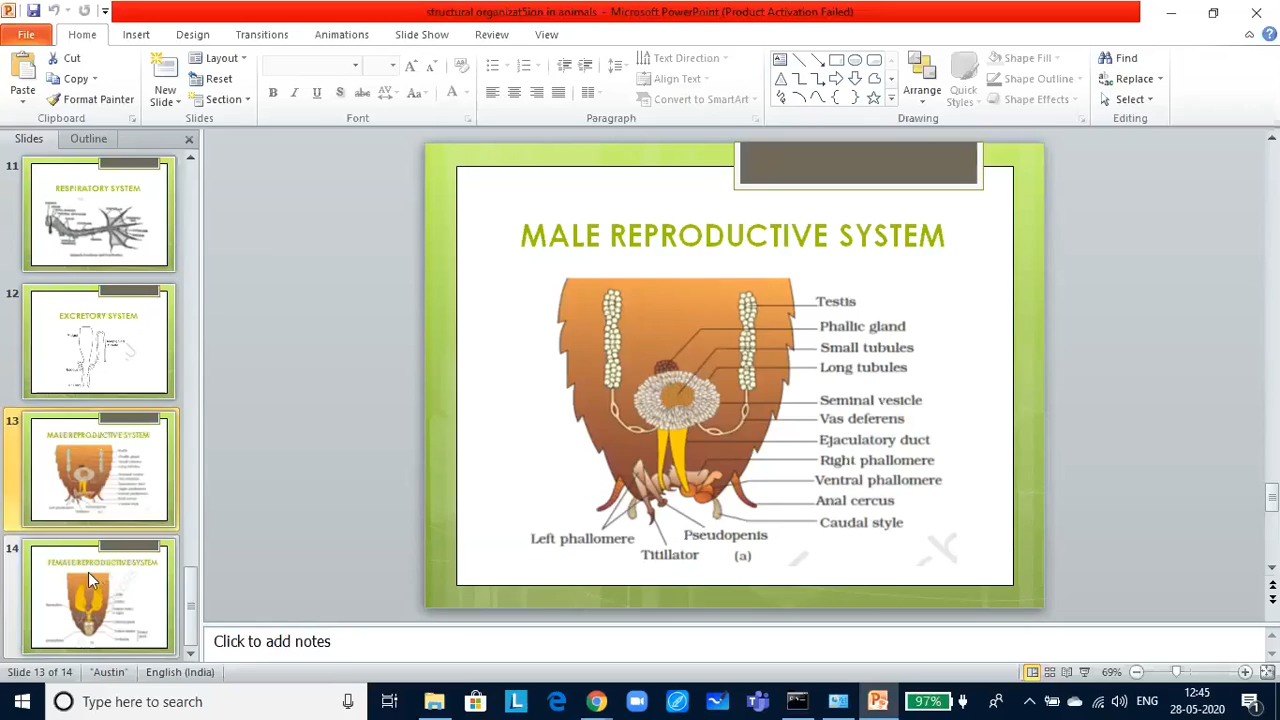 structural organizat5ion in animals - Microsoft PowerPoint (Product Activation Failed)
File Home Insert Design Transitions Animations Slide Show Review View
Cut
Copy
Format Painter
Paste
Clipboard
New Slide
Layout
Reset
Section
Slides
Font
Text Direction
Align Text
Convert to SmartArt
Paragraph
Arrange
Quick Styles
Shape Fill
Shape Outline
Shape Effects
Drawing
Find
Replace
Select
Editing
Slides Outline
11
RESPIRATORY SYSTEM
12
EXCRETORY SYSTEM
13
MALE REPRODUCTIVE SYSTEM
14
FEMALE REPRODUCTIVE SYSTEM
MALE REPRODUCTIVE SYSTEM
Testis
Phallic gland
Small tubules
Long tubules
Seminal vesicle
Vas deferens
Ejaculatory duct
Right phallomere
Ventral phallomere
Anal cercus
Caudal style
Left phallomere
Pseudopenis
Titillator
(a)
Click to add notes
Slide 13 of 14 "Austin" English (India) 69%
Type here to search
97%
ENG
12:45
28-05-2020